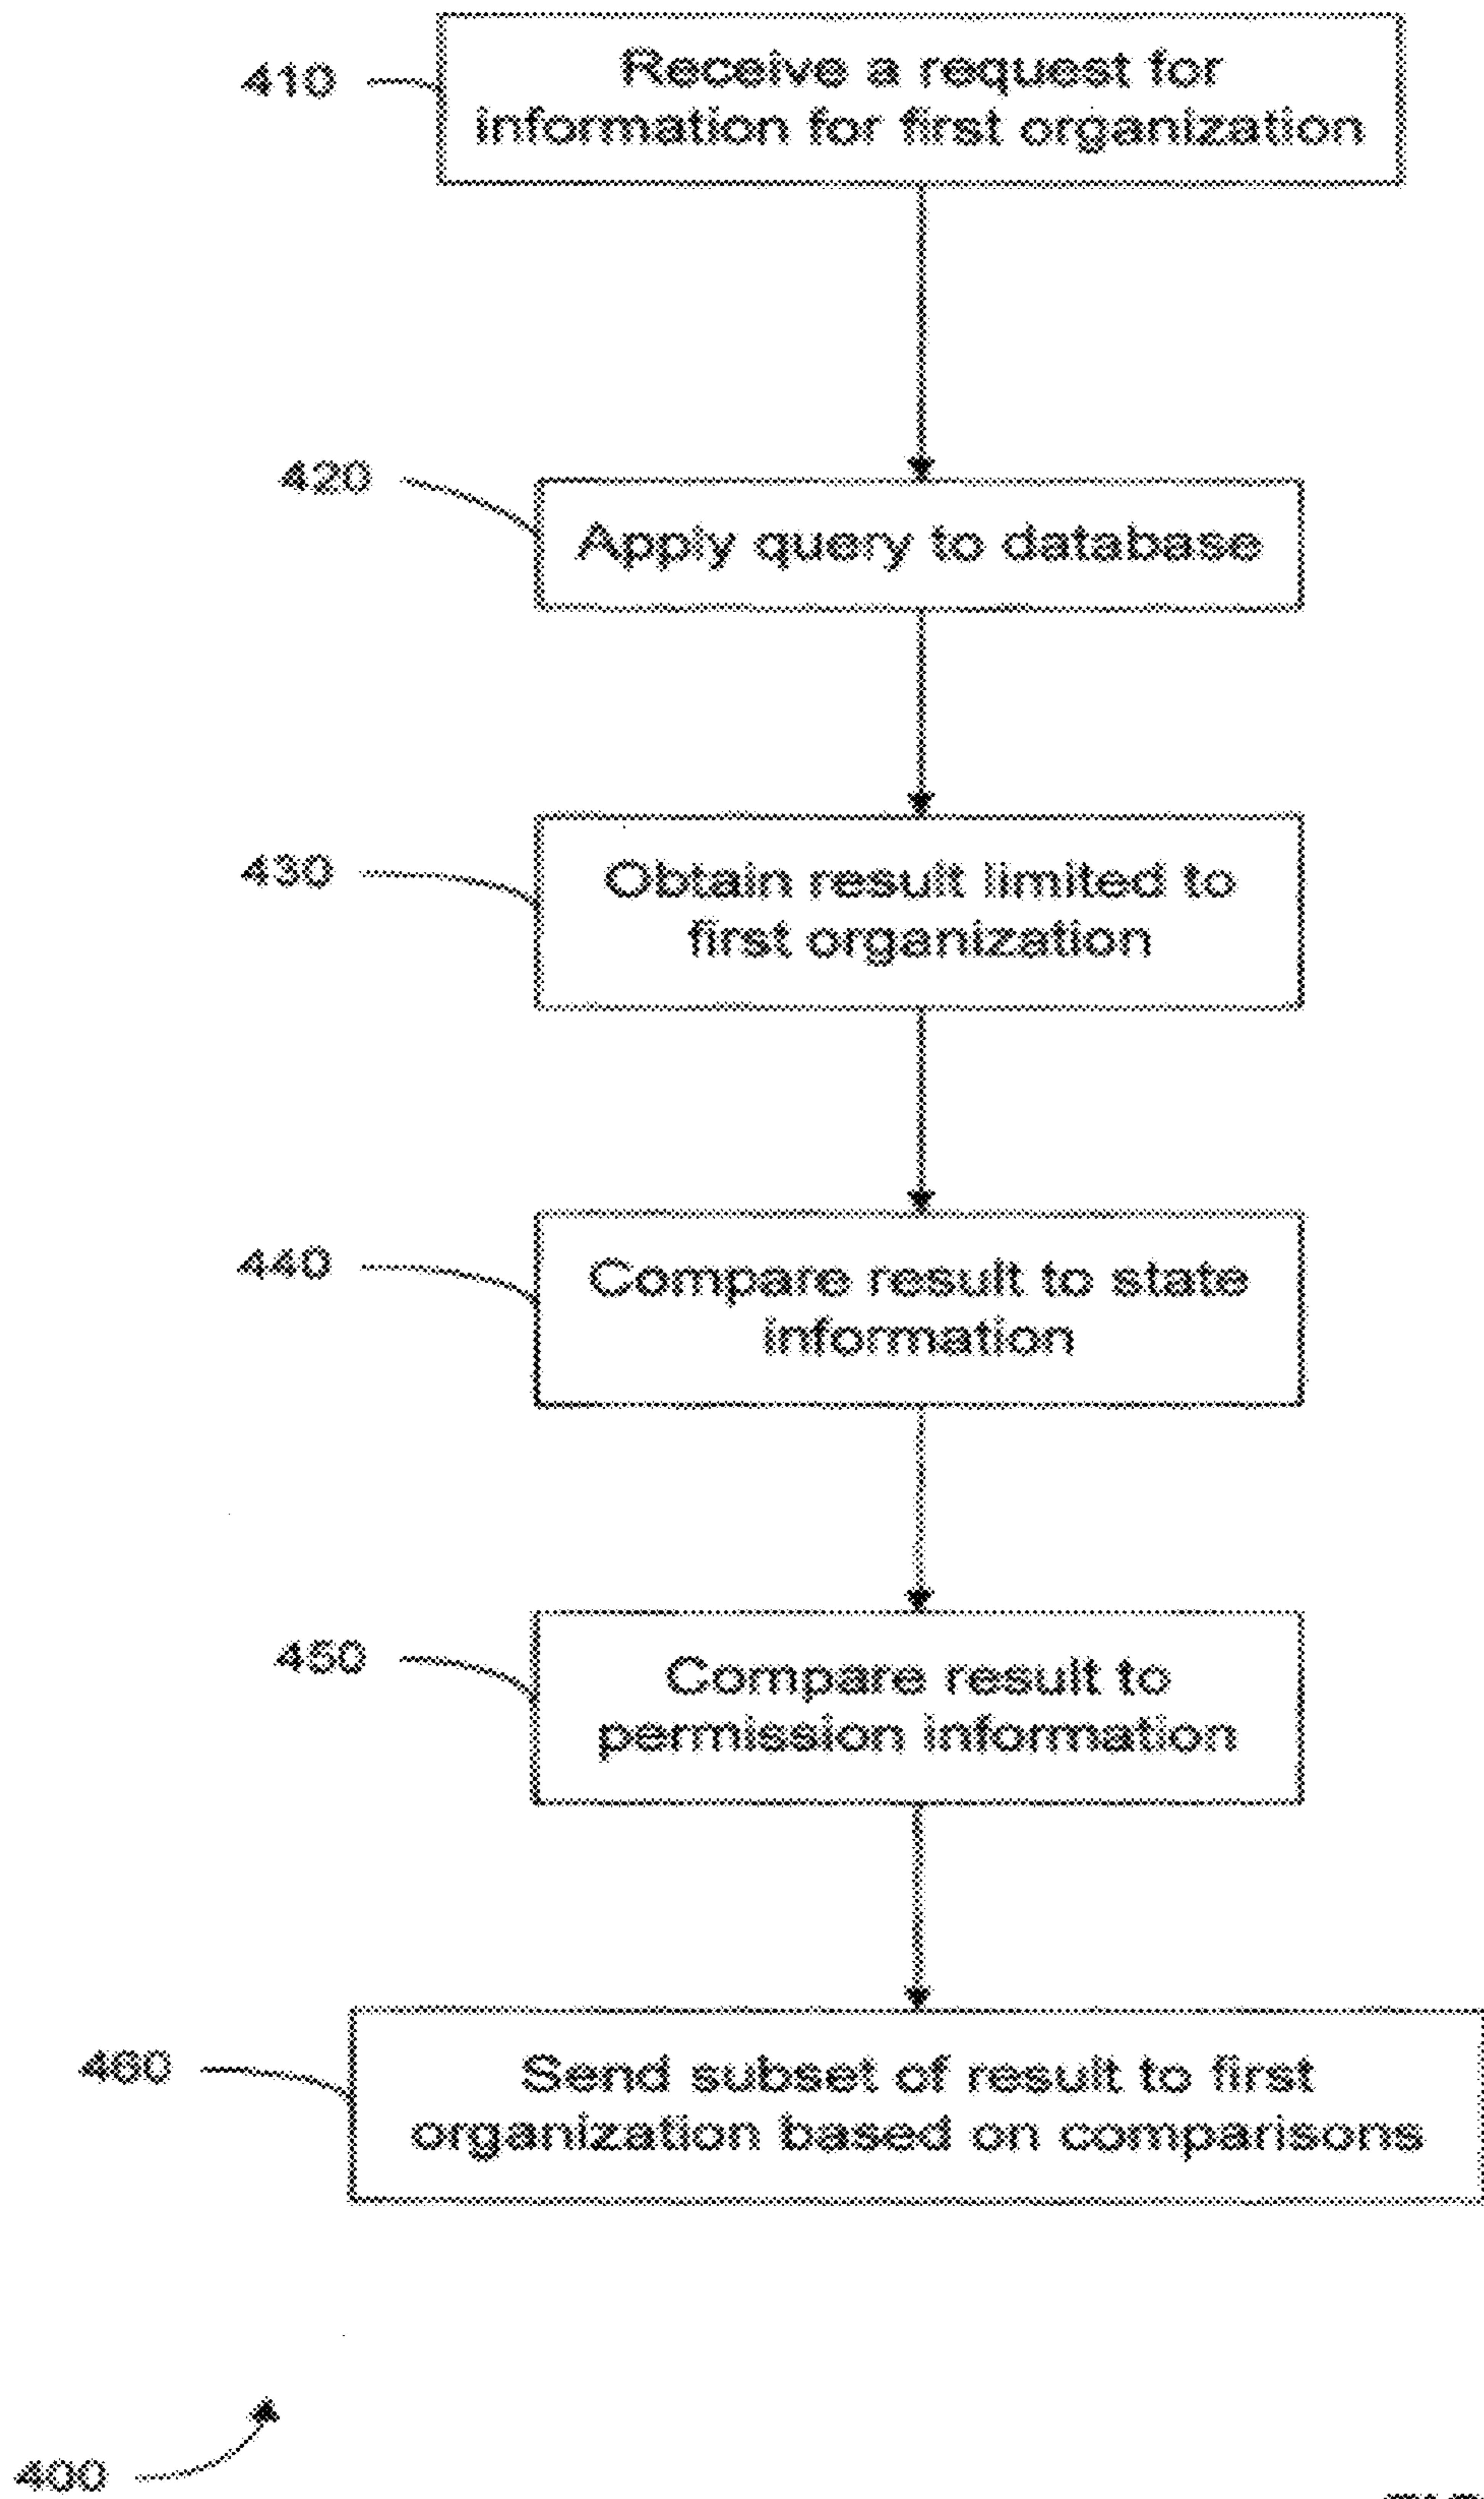 410
Receive a request for
information for first organization
420
Apply query to database
430
Obtain result limited to
first organization
440
Compare result to state
information
450
Compare result to
permission information
460
Send subset of result to first
organization based on comparisons
400